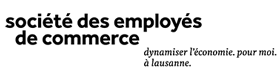 société des employés
de commerce
dynamiser l'économie. pour moi.
à lausanne.